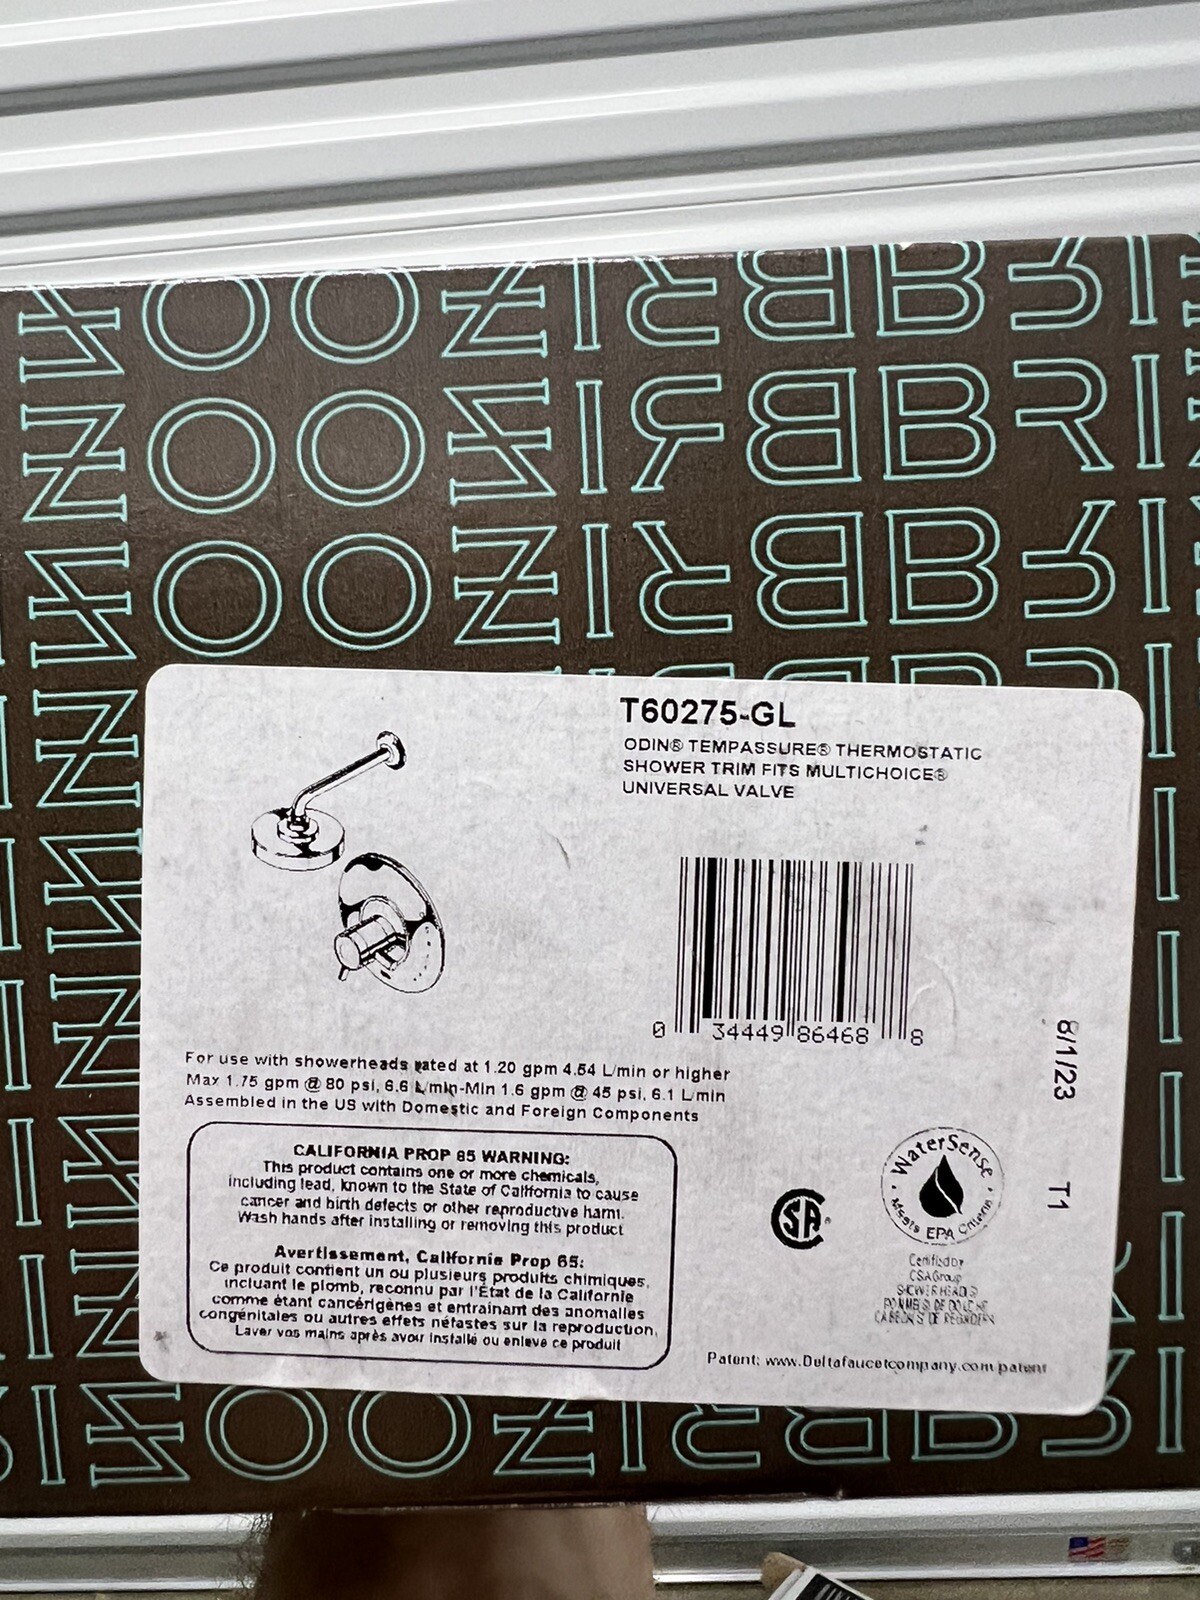 T60275-GL
ODIN® TEMPASSURE® THERMOSTATIC
SHOWER TRIM FITS MULTICHOICE®
UNIVERSAL VALVE
0 34449 86468 8
8/1/23 T1
For use with showerheads rated at 1.20 gpm 4.54 L/min or higher
Max 1.75 gpm @ 80 psi, 6.6 L/min-Min 1.6 gpm @ 45 psi, 6.1 L/min
Assembled in the US with Domestic and Foreign Components
CALIFORNIA PROP 65 WARNING:
This product contains one or more chemicals,
including lead, known to the State of California to cause
cancer and birth defects or other reproductive harm.
Wash hands after installing or removing this product
Avertissement, California Prop 65:
Ce produit contient un ou plusieurs produits chimiques,
incluant le plomb, reconnu par l'État de la Californie
comme étant cancérigènes et entraînant des anomalies
congénitales ou autres effets néfastes sur la reproduction.
Laver vos mains après avoir installé ou enlevé ce produit
SA®
WaterSense
Meets EPA Criteria
Certified by
CSA Group
SHOWERHEADS
POMMES DE DOUCHE
Patent: www.Deltafaucetcompany.com/patent